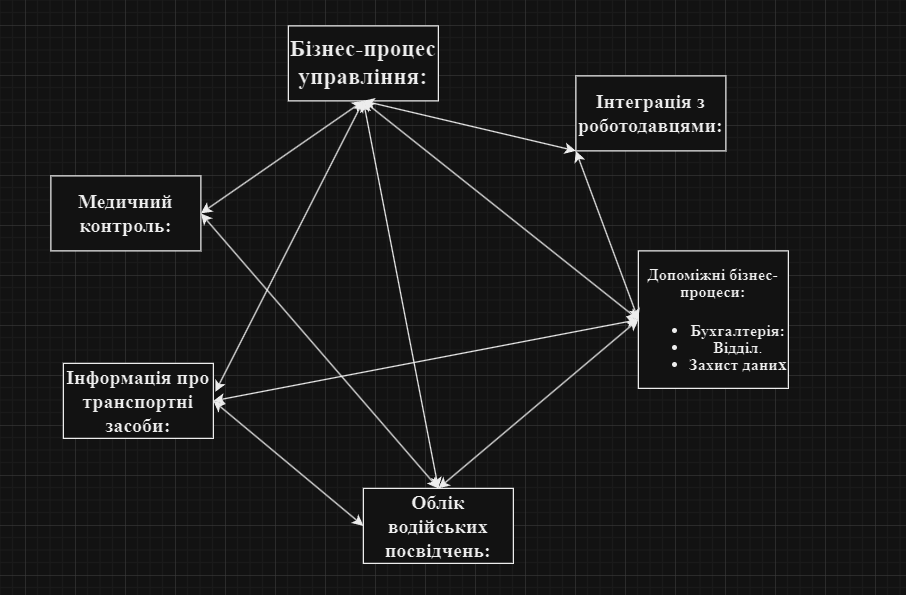 Бізнес-процес
управління:
Інтеграція з
роботодавцями:
Медичний
контроль:
Допоміжні бізнес-
процеси:
• Бухгалтерія:
• Відділ.
• Захист даних
Інформація про
транспортні
засоби:
Облік
водійських
посвідчень: